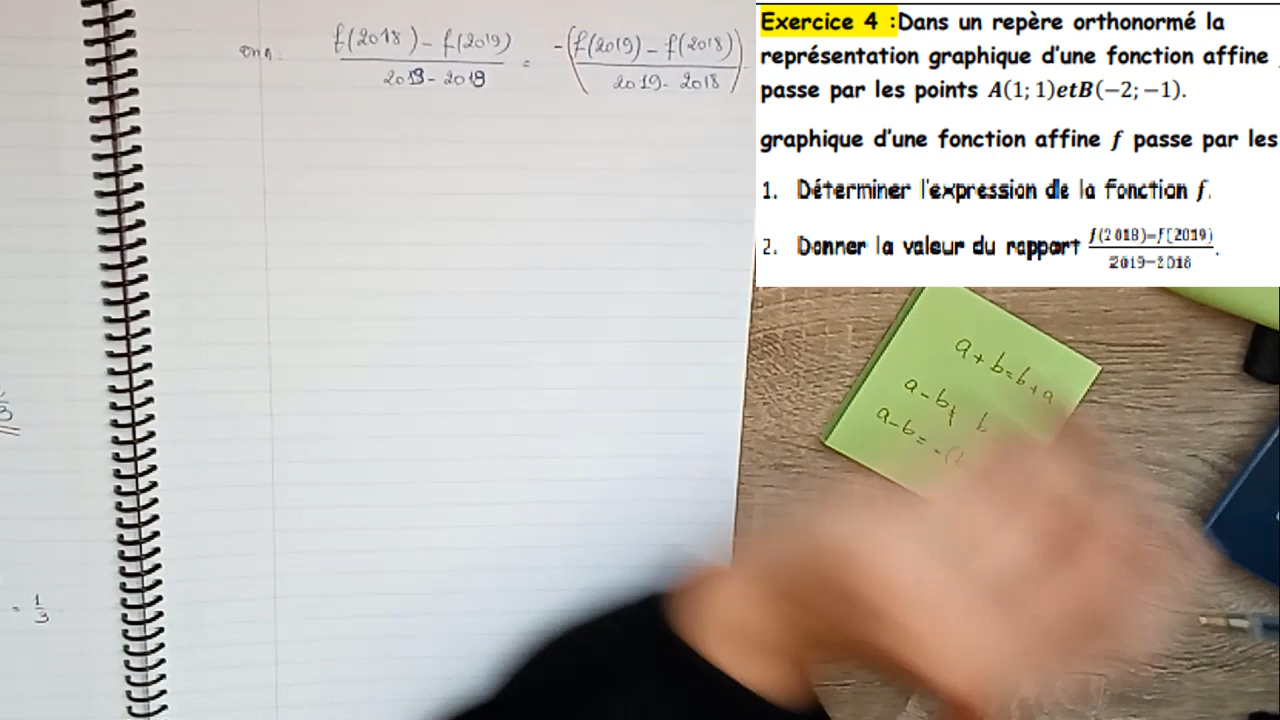 on a: f(2018) - f(2019) / 2019 - 2018 = -(f(2019) - f(2018) / 2019 - 2018)
3
= 1/3
Exercice 4 : Dans un repère orthonormé la
représentation graphique d'une fonction affine
passe par les points A(1; 1)etB(−2; −1).
graphique d'une fonction affine f passe par les
1. Déterminer l'expression de la fonction f.
2. Donner la valeur du rapport f(2018)−f(2019) / 2019−2018 .
a + b = b + a
a - b ≠ b
a - b = -(